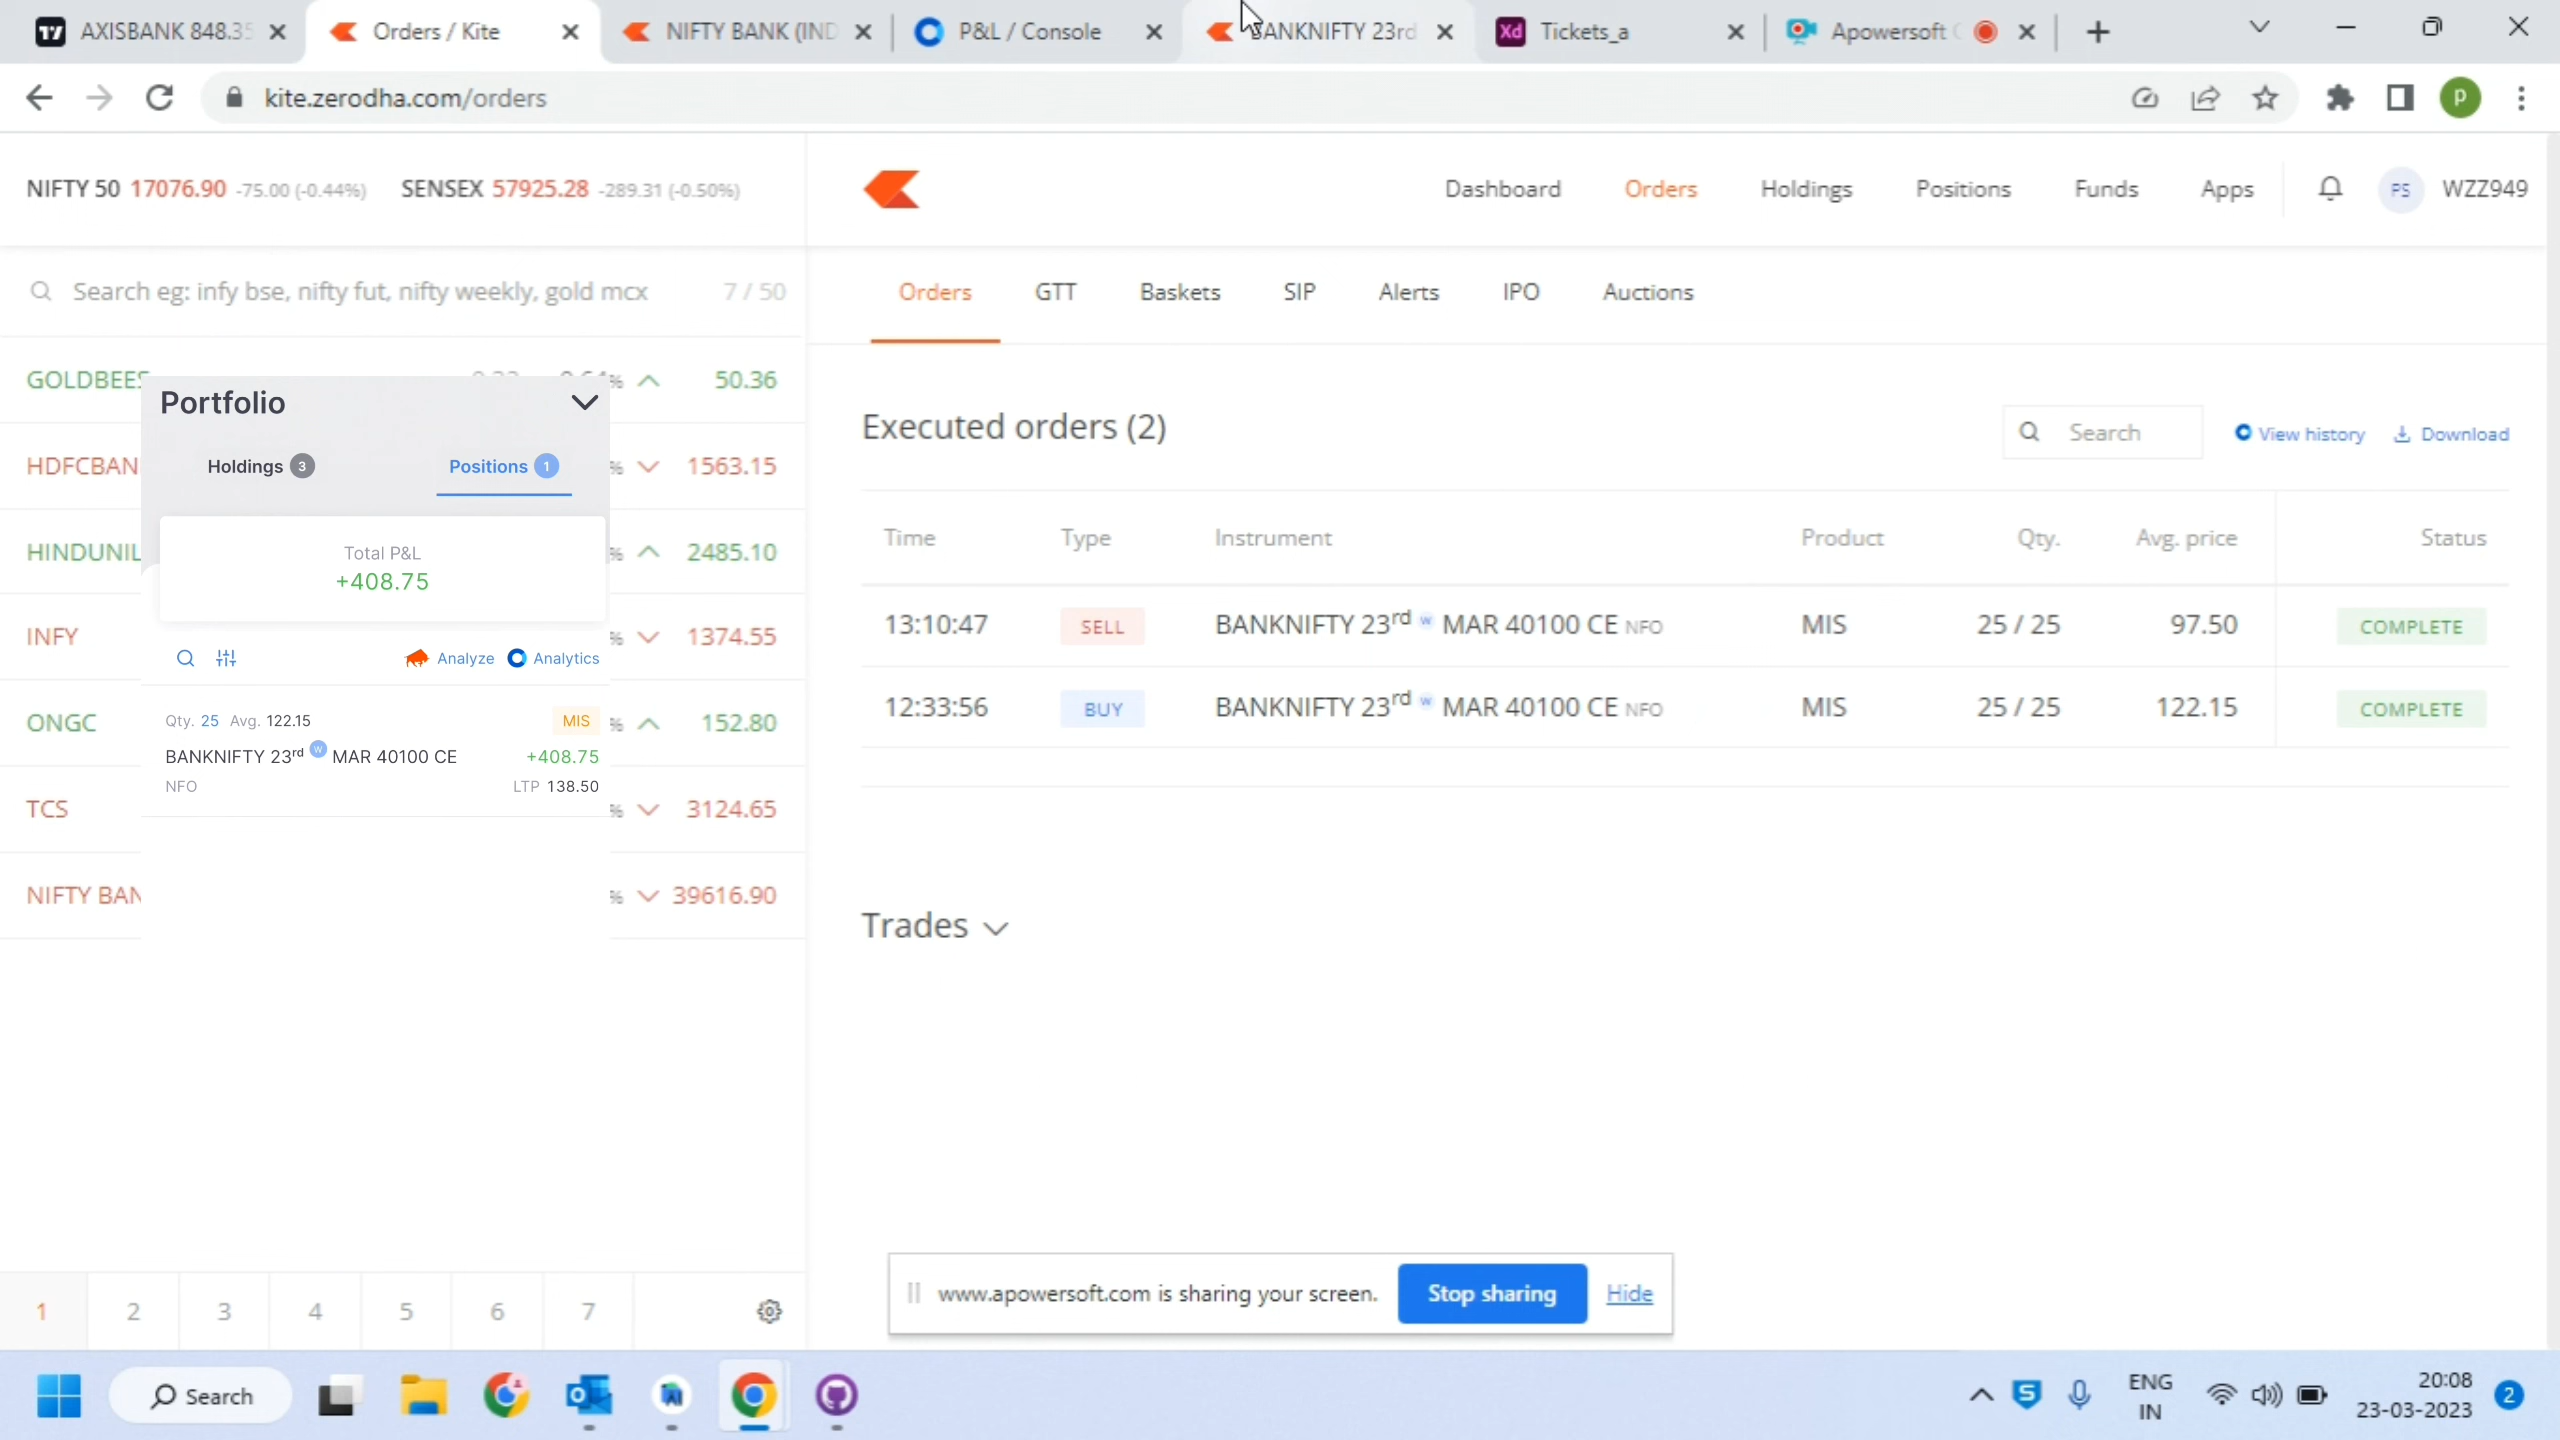 AXISBANK 848.35
Orders / Kite
NIFTY BANK (IND
P&L / Console
BANKNIFTY 23rd
Xd Tickets_a
Apowersoft
kite.zerodha.com/orders
p
NIFTY 50 17076.90 -75.00 (-0.44%) SENSEX 57925.28 -289.31 (-0.50%)
Dashboard Orders Holdings Positions Funds Apps PS WZZ949
Search eg: infy bse, nifty fut, nifty weekly, gold mcx 7 / 50
Orders GTT Baskets SIP Alerts IPO Auctions
GOLDBEES % 50.36
HDFCBAN % 1563.15
HINDUNIL % 2485.10
INFY % 1374.55
ONGC % 152.80
TCS % 3124.65
NIFTY BAN % 39616.90
Portfolio
Holdings 3 Positions 1
Total P&L
+408.75
Analyze Analytics
Qty. 25 Avg. 122.15 MIS
BANKNIFTY 23rd w MAR 40100 CE +408.75
NFO LTP 138.50
Executed orders (2)
Search View history Download
Time Type Instrument Product Qty. Avg. price Status
13:10:47 SELL BANKNIFTY 23rd w MAR 40100 CE NFO MIS 25 / 25 97.50 COMPLETE
12:33:56 BUY BANKNIFTY 23rd w MAR 40100 CE NFO MIS 25 / 25 122.15 COMPLETE
Trades
1 2 3 4 5 6 7
www.apowersoft.com is sharing your screen. Stop sharing Hide
Search
ENG
IN
20:08
23-03-2023
2